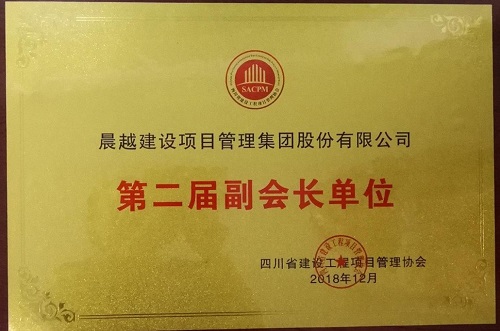 SACPM
晨越建设项目管理集团股份有限公司
第二届副会长单位
四川省建设工程项目管理协会
2018年12月